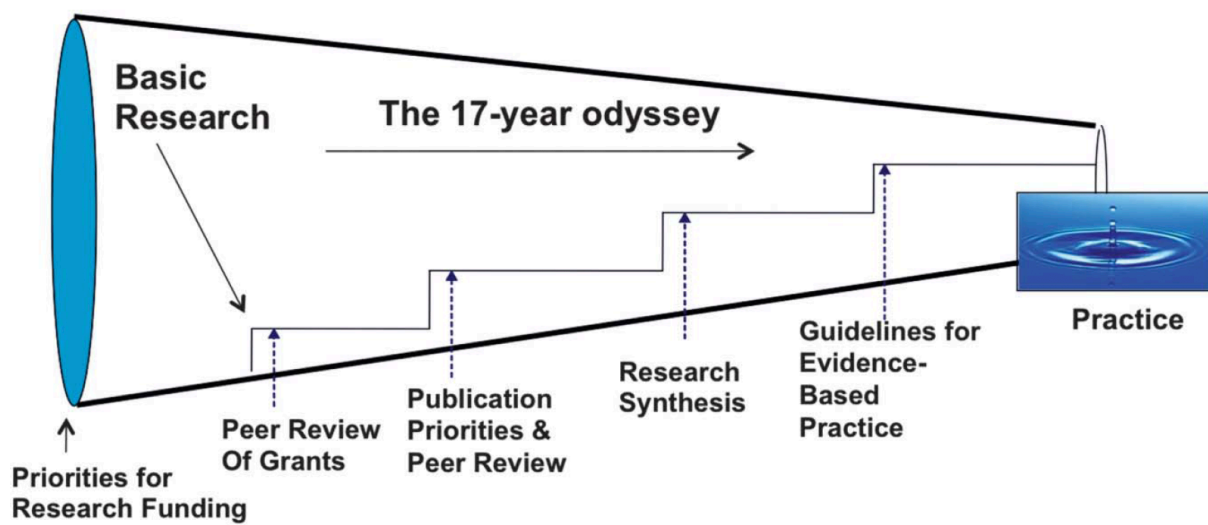 Basic
Research
The 17-year odyssey
Priorities for
Research Funding
Peer Review
Of Grants
Publication
Priorities &
Peer Review
Research
Synthesis
Guidelines for
Evidence-
Based
Practice
Practice